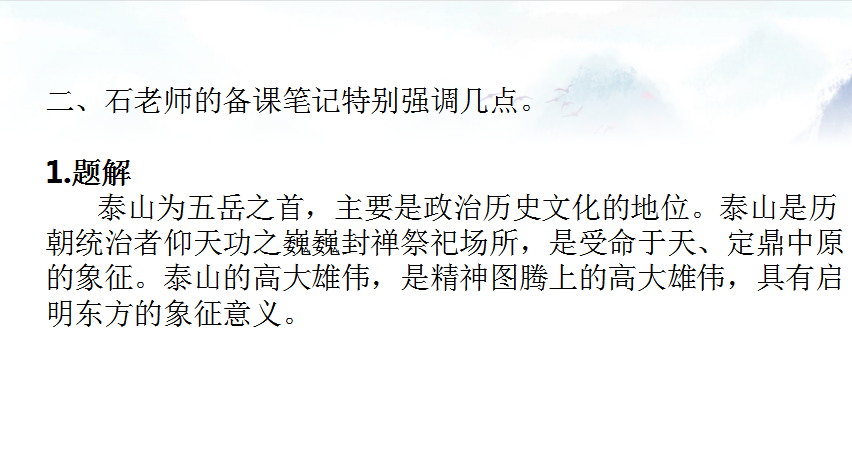 二、石老师的备课笔记特别强调几点。
1.题解
泰山为五岳之首，主要是政治历史文化的地位。泰山是历
朝统治者仰天功之巍巍封禅祭祀场所，是受命于天、定鼎中原
的象征。泰山的高大雄伟，是精神图腾上的高大雄伟，具有启
明东方的象征意义。